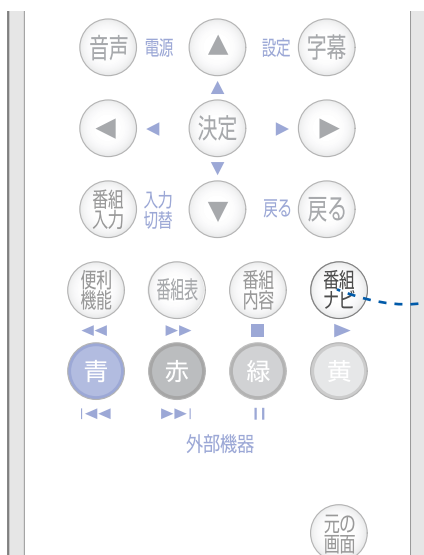 音声
電源
設定
字幕
決定
番組
入力
入力
切替
戻る
戻る
便利
機能
番組表
番組
内容
番組
ナビ
青
赤
緑
黄
外部機器
元の
画面